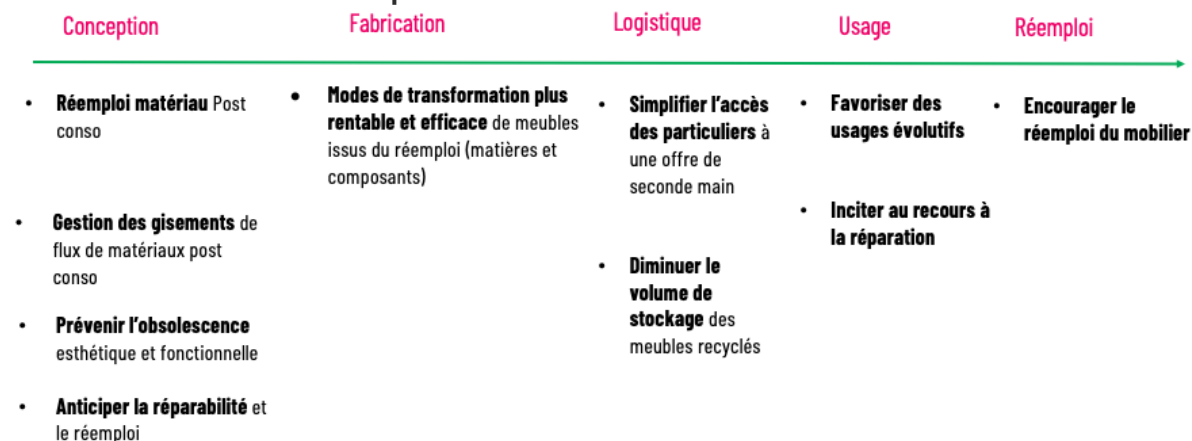 Conception
Fabrication
Logistique
Usage
Réemploi
• Réemploi matériau Post
conso
• Gestion des gisements de
flux de matériaux post
conso
• Prévenir l'obsolescence
esthétique et fonctionnelle
• Anticiper la réparabilité et
le réemploi
• Modes de transformation plus
rentable et efficace de meubles
issus du réemploi (matières et
composants)
• Simplifier l'accès
des particuliers à
une offre de
seconde main
• Diminuer le
volume de
stockage des
meubles recyclés
• Favoriser des
usages évolutifs
• Inciter au recours à
la réparation
• Encourager le
réemploi du mobilier